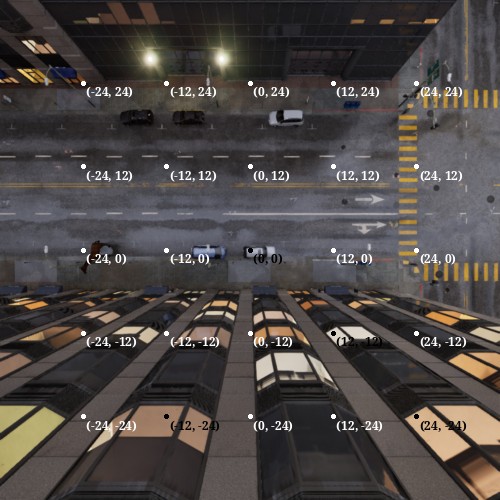 (-24, 24) (-12, 24) (0, 24) (12, 24) (24, 24)
(-24, 12) (-12, 12) (0, 12) (12, 12) (24, 12)
(-24, 0) (-12, 0) (0, 0) (12, 0) (24, 0)
(-24, -12) (-12, -12) (0, -12) (12, -12) (24, -12)
(-24, -24) (-12, -24) (0, -24) (12, -24) (24, -24)